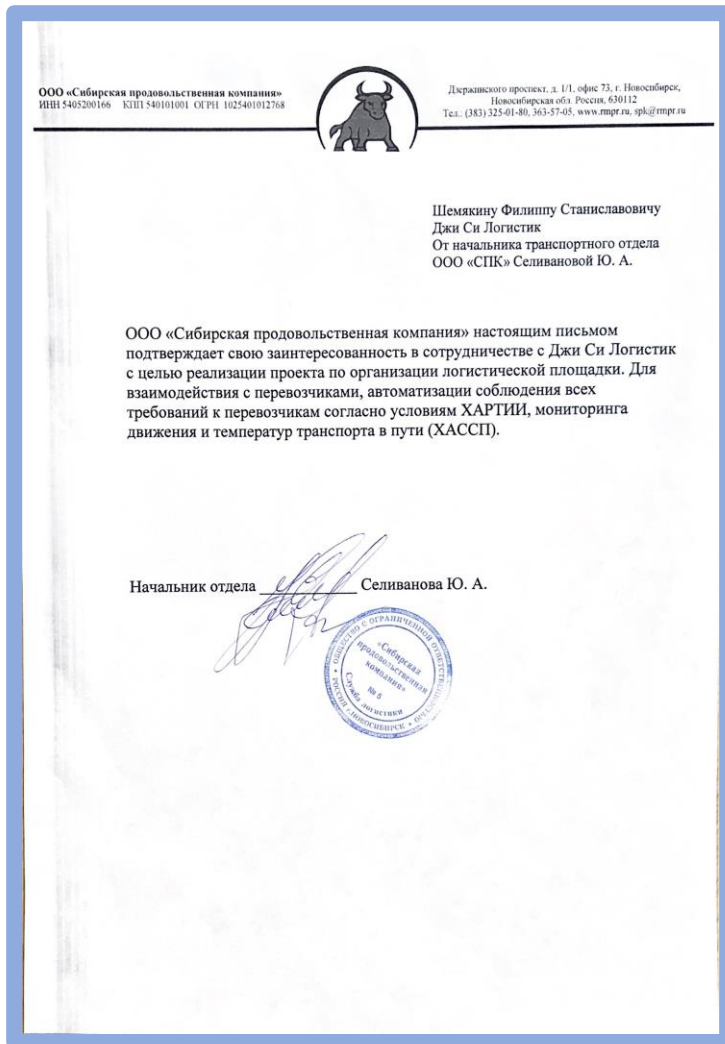 ООО «Сибирская продовольственная компания»
ИНН 5405200166 КПП 540101001 ОГРН 1025401012768
Дзержинского проспект, д. 1/1, офис 73, г. Новосибирск,
Новосибирская обл. Россия, 630112
Тел.: (383) 325-01-80, 363-57-05, www.rmpr.ru, spk@rmpr.ru
Шемякину Филиппу Станиславовичу
Джи Си Логистик
От начальника транспортного отдела
ООО «СПК» Селивановой Ю. А.
ООО «Сибирская продовольственная компания» настоящим письмом
подтверждает свою заинтересованность в сотрудничестве с Джи Си Логистик
с целью реализации проекта по организации логистической площадки. Для
взаимодействия с перевозчиками, автоматизации соблюдения всех
требований к перевозчикам согласно условиям ХАРТИИ, мониторинга
движения и температур транспорта в пути (ХАССП).
Начальник отдела Селиванова Ю. А.
ОБЩЕСТВО С ОГРАНИЧЕННОЙ ОТВЕТСТВЕННОСТЬЮ
«Сибирская
продовольственная
компания»
№ 6
Служба логистики
РОССИЯ г.НОВОСИБИРСК